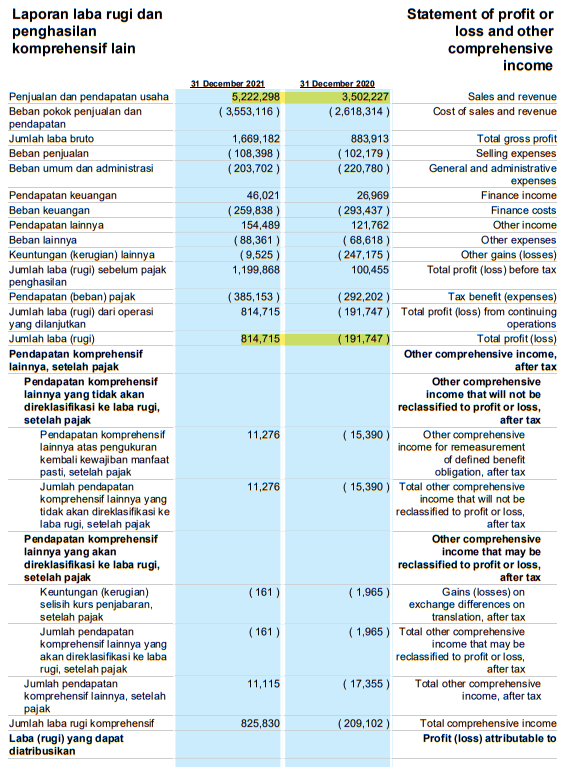 Laporan laba rugi dan
penghasilan
komprehensif lain
Statement of profit or
loss and other
comprehensive
income
31 December 2021 31 December 2020
Penjualan dan pendapatan usaha 5,222,298 3,502,227 Sales and revenue
Beban pokok penjualan dan
pendapatan
( 3,553,116 ) ( 2,618,314 ) Cost of sales and revenue
Jumlah laba bruto 1,669,182 883,913 Total gross profit
Beban penjualan ( 108,398 ) ( 102,179 ) Selling expenses
Beban umum dan administrasi ( 203,702 ) ( 220,780 ) General and administrative
expenses
Pendapatan keuangan 46,021 26,969 Finance income
Beban keuangan ( 259,838 ) ( 293,437 ) Finance costs
Pendapatan lainnya 154,489 121,762 Other income
Beban lainnya ( 88,361 ) ( 68,618 ) Other expenses
Keuntungan (kerugian) lainnya ( 9,525 ) ( 247,175 ) Other gains (losses)
Jumlah laba (rugi) sebelum pajak
penghasilan
1,199,868 100,455 Total profit (loss) before tax
Pendapatan (beban) pajak ( 385,153 ) ( 292,202 ) Tax benefit (expenses)
Jumlah laba (rugi) dari operasi
yang dilanjutkan
814,715 ( 191,747 ) Total profit (loss) from continuing
operations
Jumlah laba (rugi) 814,715 ( 191,747 ) Total profit (loss)
Pendapatan komprehensif
lainnya, setelah pajak
Other comprehensive income,
after tax
Pendapatan komprehensif
lainnya yang tidak akan
direklasifikasi ke laba rugi,
setelah pajak
Other comprehensive
income that will not be
reclassified to profit or loss,
after tax
Pendapatan komprehensif
lainnya atas pengukuran
kembali kewajiban manfaat
pasti, setelah pajak
11,276 ( 15,390 ) Other comprehensive
income for remeasurement
of defined benefit
obligation, after tax
Jumlah pendapatan
komprehensif lainnya yang
tidak akan direklasifikasi ke
laba rugi, setelah pajak
11,276 ( 15,390 ) Total other comprehensive
income that will not be
reclassified to profit or loss,
after tax
Pendapatan komprehensif
lainnya yang akan
direklasifikasi ke laba rugi,
setelah pajak
Other comprehensive
income that may be
reclassified to profit or loss,
after tax
Keuntungan (kerugian)
selisih kurs penjabaran,
setelah pajak
( 161 ) ( 1,965 ) Gains (losses) on
exchange differences on
translation, after tax
Jumlah pendapatan
komprehensif lainnya yang
akan direklasifikasi ke laba
rugi, setelah pajak
( 161 ) ( 1,965 ) Total other comprehensive
income that may be
reclassified to profit or loss,
after tax
Jumlah pendapatan
komprehensif lainnya, setelah
pajak
11,115 ( 17,355 ) Total other comprehensive
income, after tax
Jumlah laba rugi komprehensif 825,830 ( 209,102 ) Total comprehensive income
Laba (rugi) yang dapat
diatribusikan
Profit (loss) attributable to